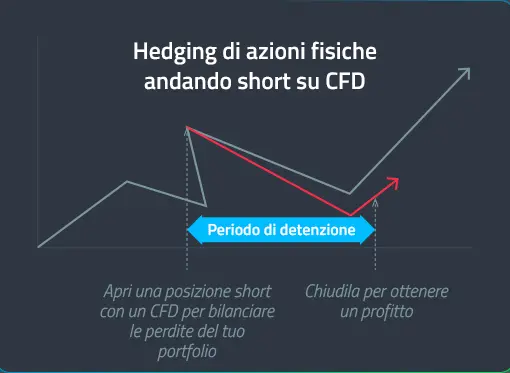 Hedging di azioni fisiche
andando short su CFD
Periodo di detenzione
Apri una posizione short
con un CFD per bilanciare
le perdite del tuo
portfolio
Chiudila per ottenere
un profitto